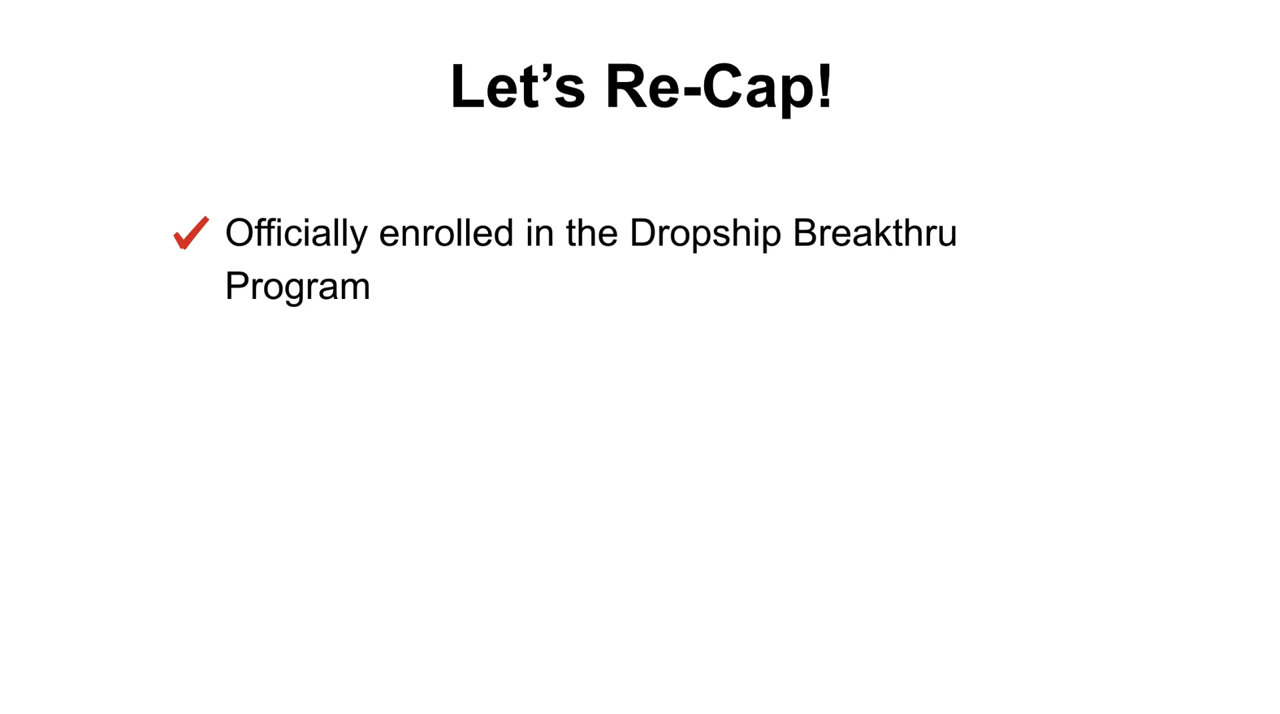 Let’s Re-Cap!
Officially enrolled in the Dropship Breakthru
Program